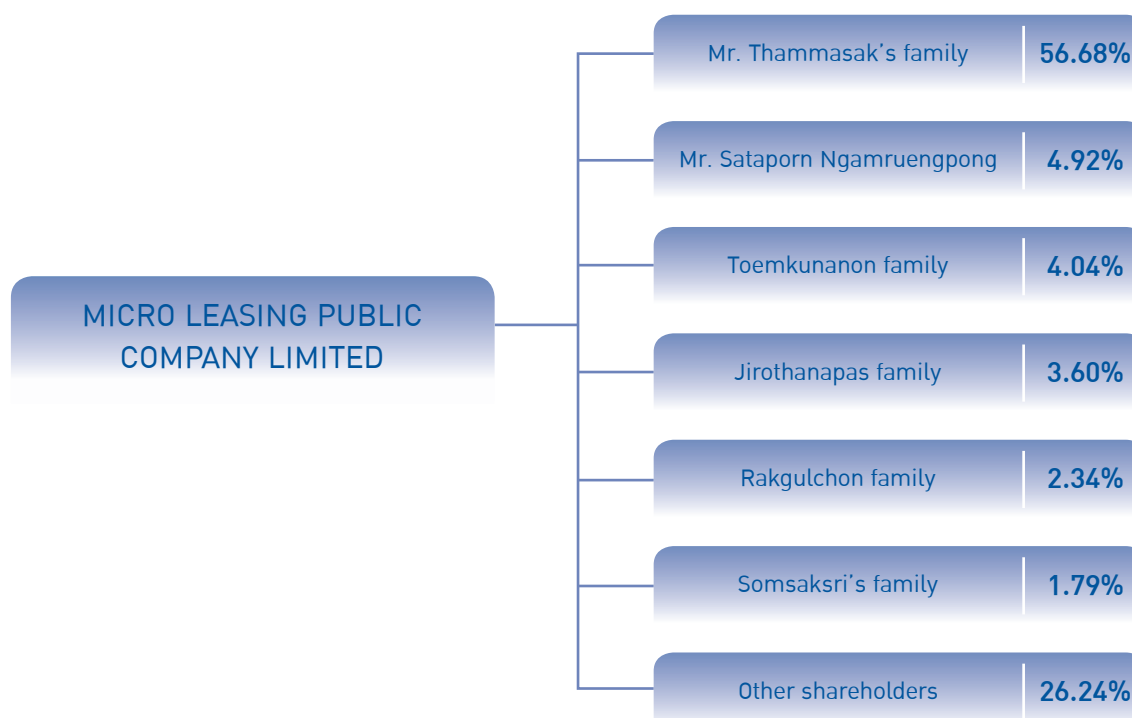 MICRO LEASING PUBLIC
COMPANY LIMITED
Mr. Thammasak’s family 56.68%
Mr. Sataporn Ngamruengpong 4.92%
Toemkunanon family 4.04%
Jirothanapas family 3.60%
Rakgulchon family 2.34%
Somsaksri’s family 1.79%
Other shareholders 26.24%